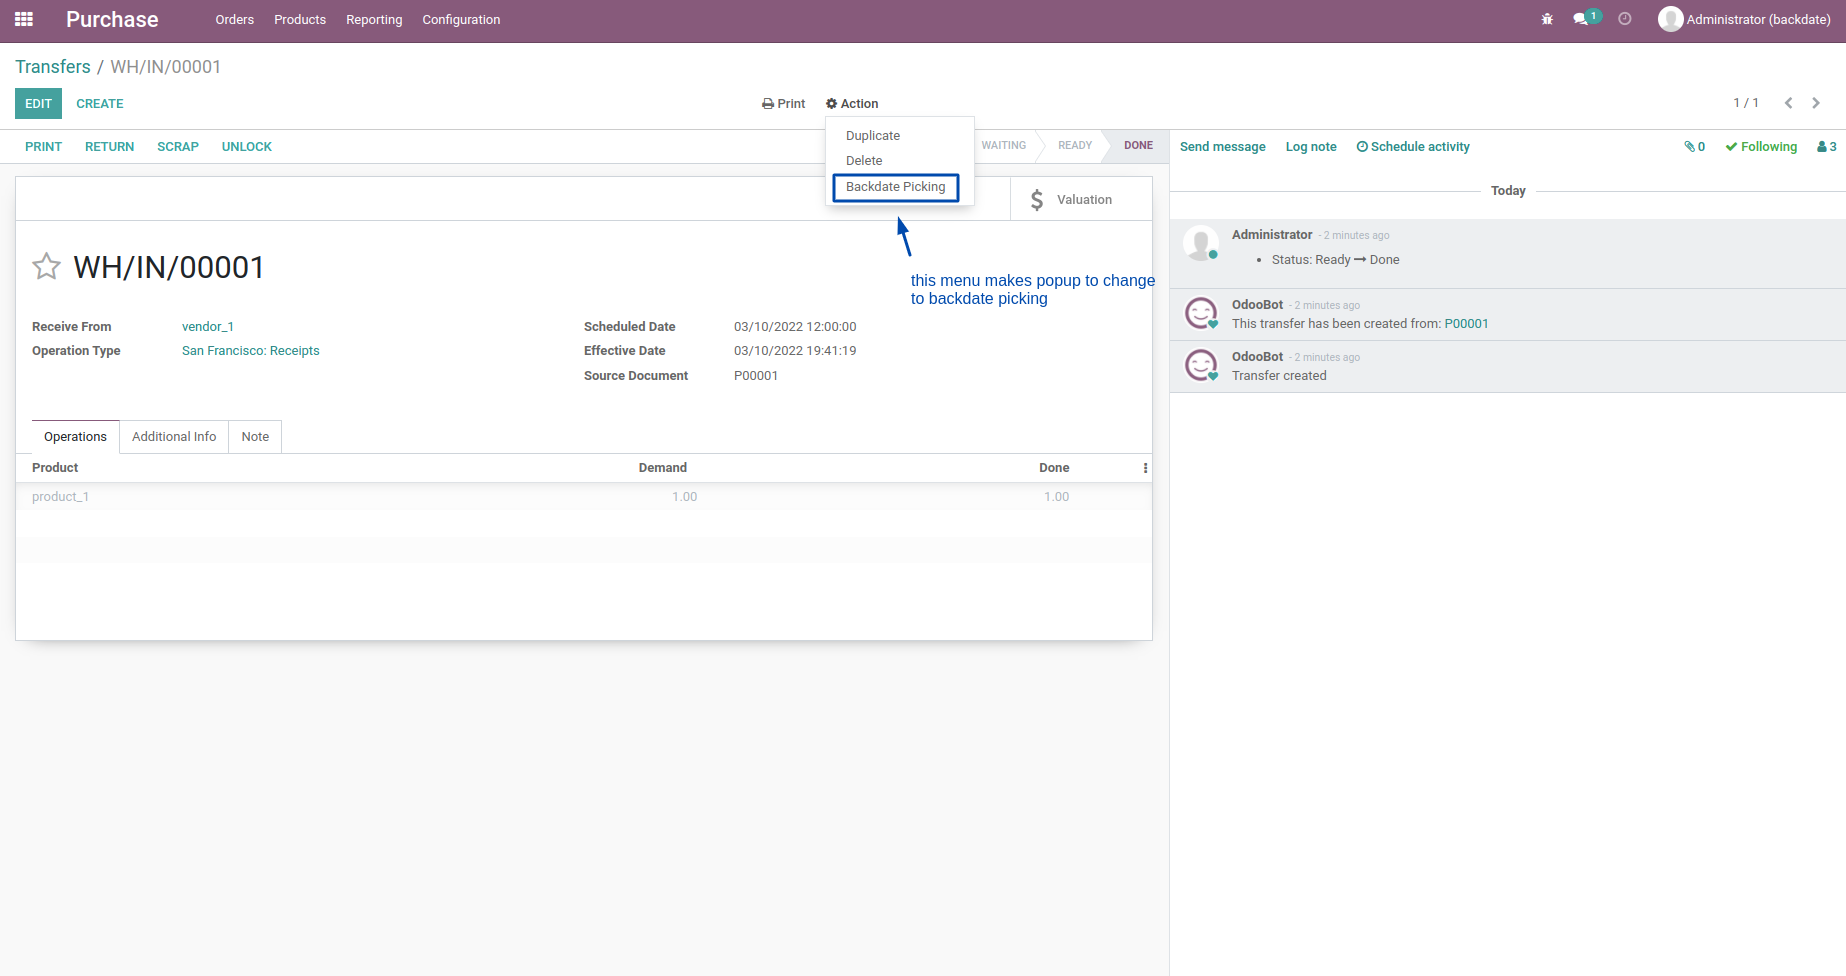 Purchase Orders Products Reporting Configuration 1 Administrator (backdate)
Transfers / WH/IN/00001
EDIT CREATE Print Action 1 / 1
Duplicate
Delete
Backdate Picking
PRINT RETURN SCRAP UNLOCK WAITING READY DONE
Send message Log note Schedule activity 0 Following 3
Valuation
this menu makes popup to change
to backdate picking
WH/IN/00001
Receive From vendor_1 Scheduled Date 03/10/2022 12:00:00
Operation Type San Francisco: Receipts Effective Date 03/10/2022 19:41:19
Source Document P00001
Operations Additional Info Note
Product Demand Done
product_1 1.00 1.00
Today
Administrator - 2 minutes ago
• Status: Ready → Done
OdooBot - 2 minutes ago
This transfer has been created from: P00001
OdooBot - 2 minutes ago
Transfer created